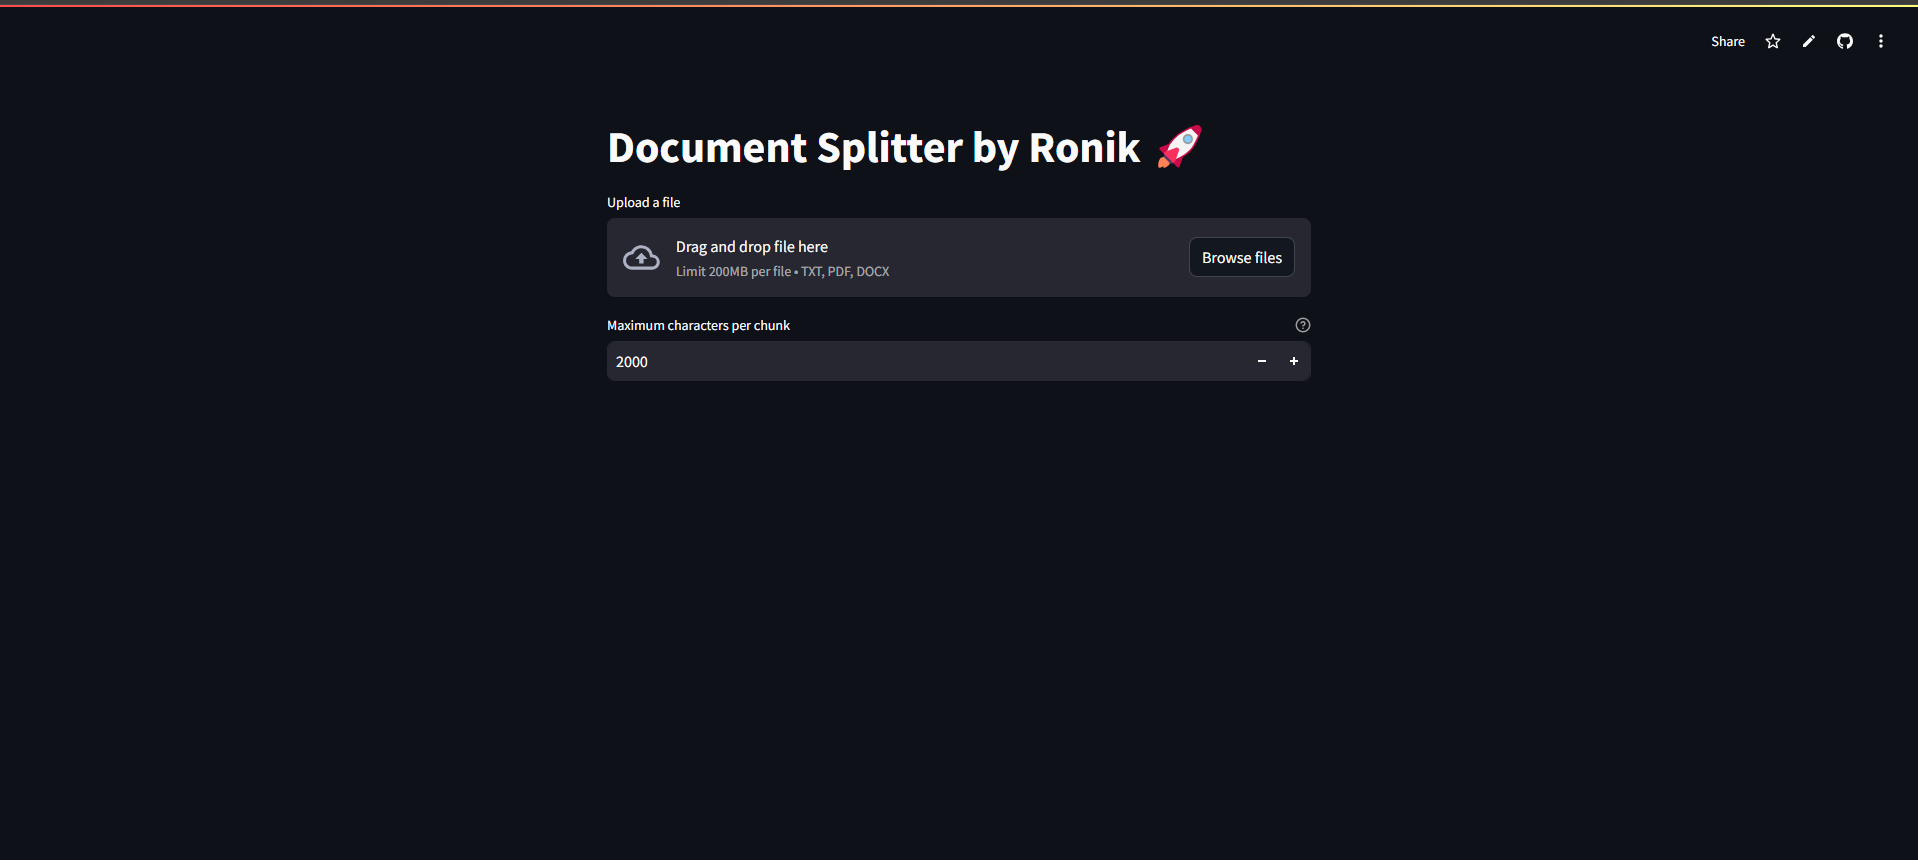 Share
Document Splitter by Ronik 🚀
Upload a file
Drag and drop file here
Limit 200MB per file • TXT, PDF, DOCX
Browse files
Maximum characters per chunk
2000